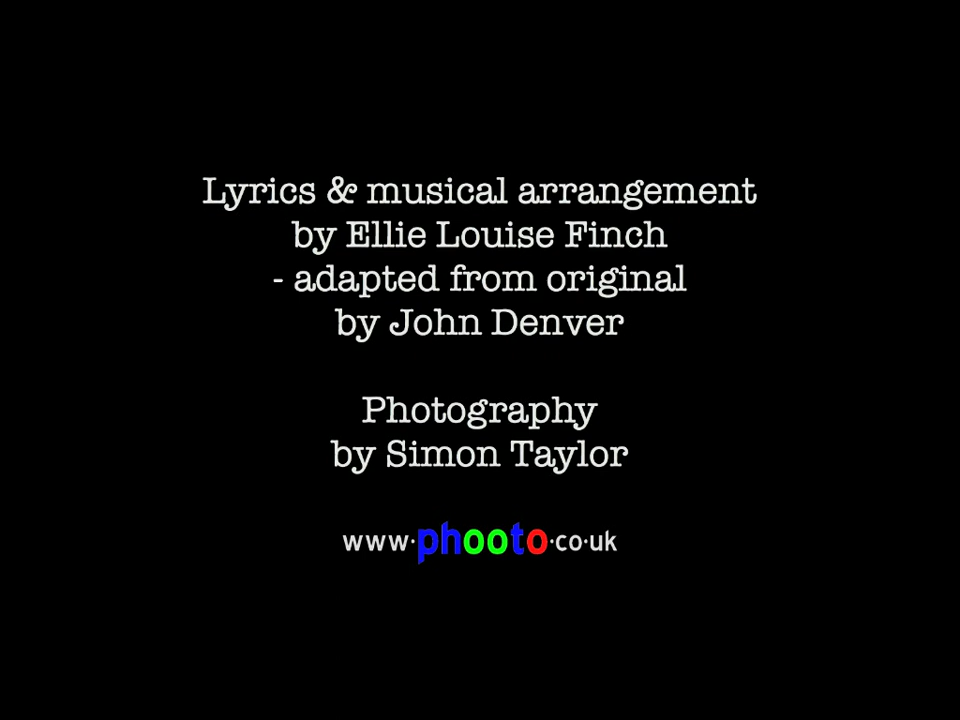 Lyrics & musical arrangement
by Ellie Louise Finch
- adapted from original
by John Denver
Photography
by Simon Taylor
www·phooto·co·uk